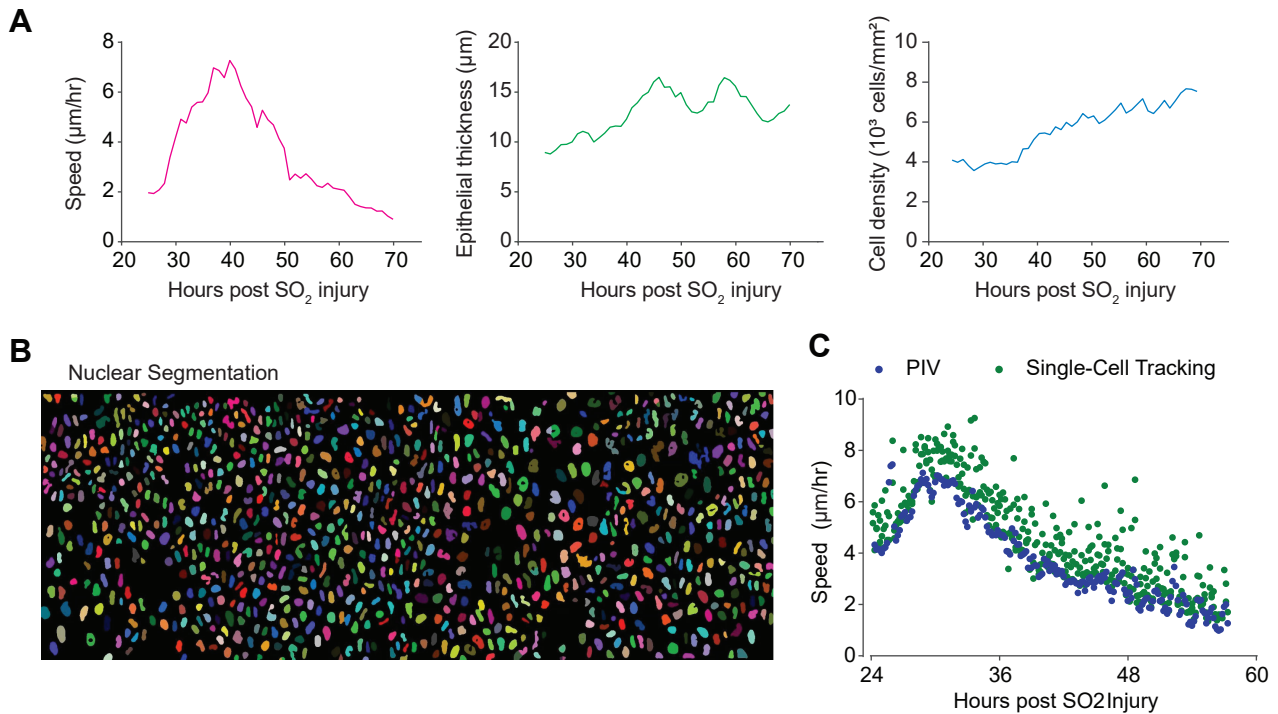 A
Speed (µm/hr)
8
6
4
2
0
20 30 40 50 60 70
Hours post SO₂ injury
Epithelial thickness (µm)
20
15
10
5
0
20 30 40 50 60 70
Hours post SO₂ injury
Cell density (10³ cells/mm²)
10
8
6
4
2
0
20 30 40 50 60 70
Hours post SO₂ injury
B
Nuclear Segmentation
C
PIV Single-Cell Tracking
Speed (µm/hr)
10
8
6
4
2
0
24 36 48 60
Hours post SO2Injury